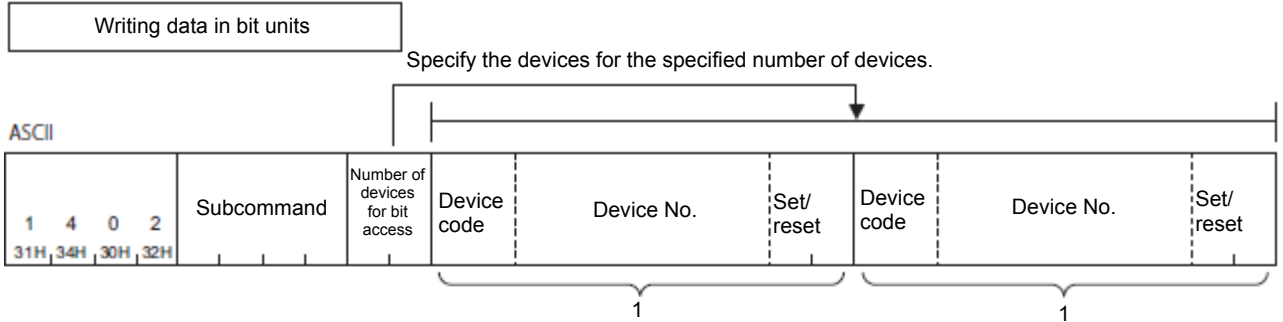 Writing data in bit units
Specify the devices for the specified number of devices.
ASCII
1 4 0 2
31H 34H 30H 32H
Subcommand
Number of
devices
for bit
access
Device
code
Device No.
Set/
reset
Device
code
Device No.
Set/
reset
1
1